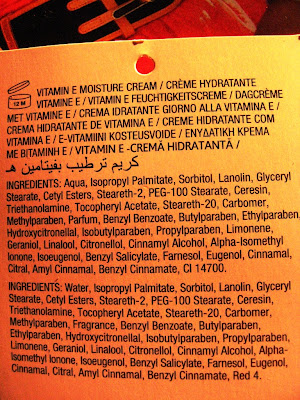 12 M
VITAMIN E MOISTURE CREAM / CRÈME HYDRATANTE
VITAMINE E / VITAMIN E FEUCHTIGKEITSCREME / DAGCRÈME
MET VITAMINE E / CREMA IDRATANTE GIORNO ALLA VITAMINA E /
CREMA HIDRATANTE DE VITAMINA E / CREME HIDRATANTE COM
VITAMINA E / E-VITAMIINI KOSTEUSVOIDE / ΕΝΥΔΑΤΙΚΗ ΚΡΕΜΑ
ΜΕ ΒΙΤΑΜΙΝΗ Ε / VITAMIN E -CREMĂ HIDRATANTĂ /
كريم ترطيب بفيتامين هـ
INGREDIENTS: Aqua, Isopropyl Palmitate, Sorbitol, Lanolin, Glyceryl
Stearate, Cetyl Esters, Steareth-2, PEG-100 Stearate, Ceresin,
Triethanolamine, Tocopheryl Acetate, Steareth-20, Carbomer,
Methylparaben, Parfum, Benzyl Benzoate, Butylparaben, Ethylparaben,
Hydroxycitronellal, Isobutylparaben, Propylparaben, Limonene,
Geraniol, Linalool, Citronellol, Cinnamyl Alcohol, Alpha-Isomethyl
Ionone, Isoeugenol, Benzyl Salicylate, Farnesol, Eugenol, Cinnamal,
Citral, Amyl Cinnamal, Benzyl Cinnamate, CI 14700.
INGREDIENTS: Water, Isopropyl Palmitate, Sorbitol, Lanolin, Glyceryl
Stearate, Cetyl Esters, Steareth-2, PEG-100 Stearate, Ceresin,
Triethanolamine, Tocopheryl Acetate, Steareth-20, Carbomer,
Methylparaben, Fragrance, Benzyl Benzoate, Butylparaben,
Ethylparaben, Hydroxycitronellal, Isobutylparaben, Propylparaben,
Limonene, Geraniol, Linalool, Citronellol, Cinnamyl Alcohol, Alpha-
Isomethyl Ionone, Isoeugenol, Benzyl Salicylate, Farnesol, Eugenol,
Cinnamal, Citral, Amyl Cinnamal, Benzyl Cinnamate, Red 4.